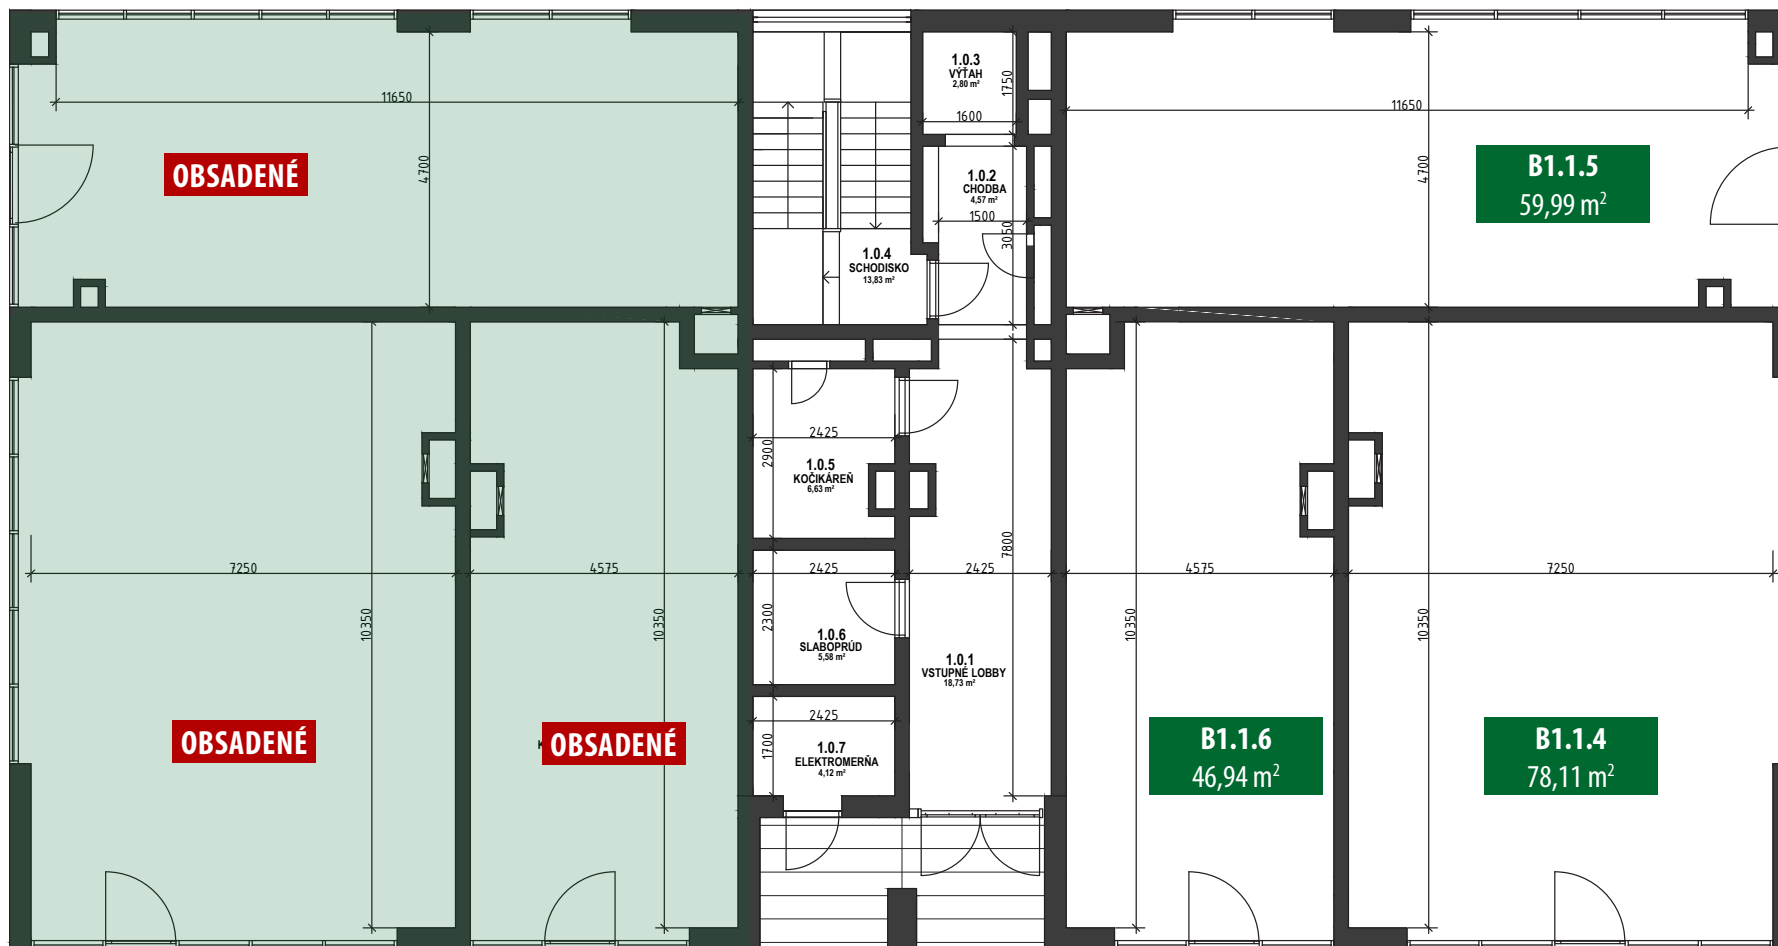 11650
4700
OBSADENÉ
1.0.3
VÝŤAH
2,80 m²
1750
1600
1.0.2
CHODBA
4,57 m²
1500
3050
1.0.4
SCHODISKO
13,83 m²
11650
4700
B1.1.5
59,99 m²
7250
10350
OBSADENÉ
4575
10350
OBSADENÉ
2425
2900
1.0.5
KOČIKÁREŇ
6,63 m²
2425
2300
1.0.6
SLABOPRÚD
5,58 m²
2425
1700
1.0.7
ELEKTROMERŇA
4,12 m²
7800
2425
1.0.1
VSTUPNÉ LOBBY
18,73 m²
4575
10350
B1.1.6
46,94 m²
7250
10350
B1.1.4
78,11 m²